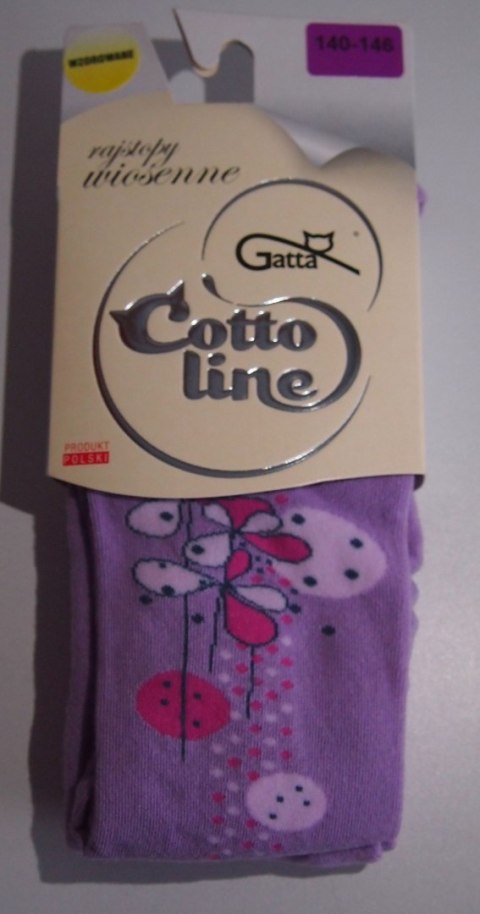 WZOROWANE
140-146
rajstopy
wiosenne
Gatta
Cotto
line
PRODUKT
POLSKI